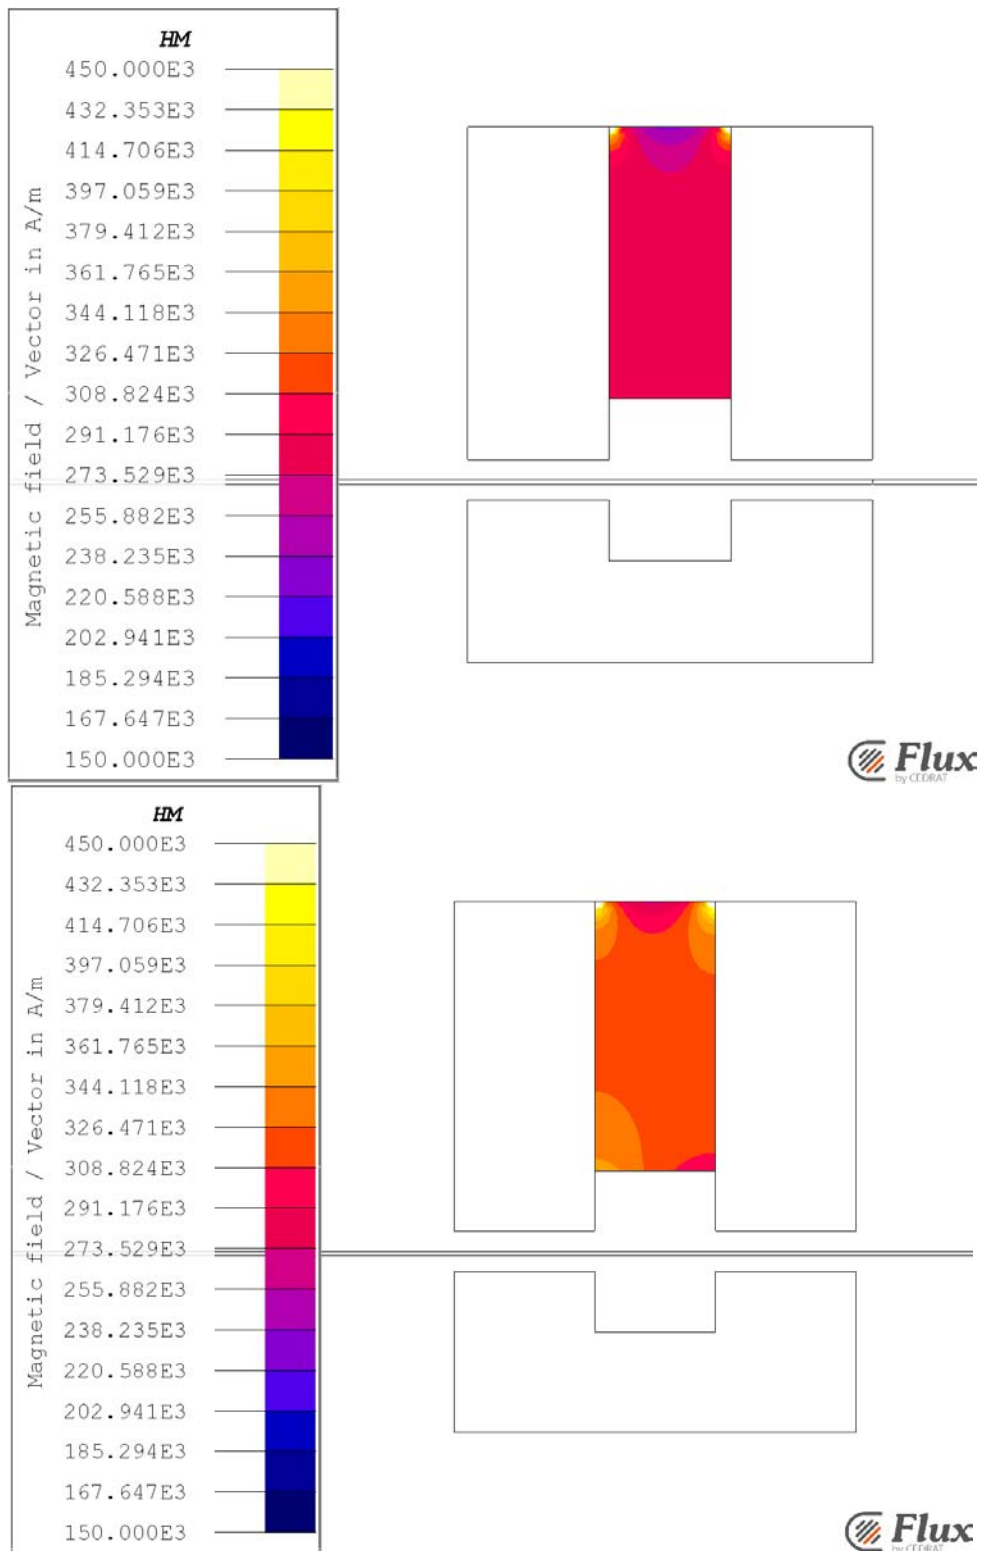 HM
450.000E3
432.353E3
414.706E3
397.059E3
379.412E3
361.765E3
344.118E3
326.471E3
308.824E3
291.176E3
273.529E3
255.882E3
238.235E3
220.588E3
202.941E3
185.294E3
167.647E3
150.000E3
Magnetic field / Vector in A/m
Flux
by CEDRAT
HM
450.000E3
432.353E3
414.706E3
397.059E3
379.412E3
361.765E3
344.118E3
326.471E3
308.824E3
291.176E3
273.529E3
255.882E3
238.235E3
220.588E3
202.941E3
185.294E3
167.647E3
150.000E3
Magnetic field / Vector in A/m
Flux
by CEDRAT